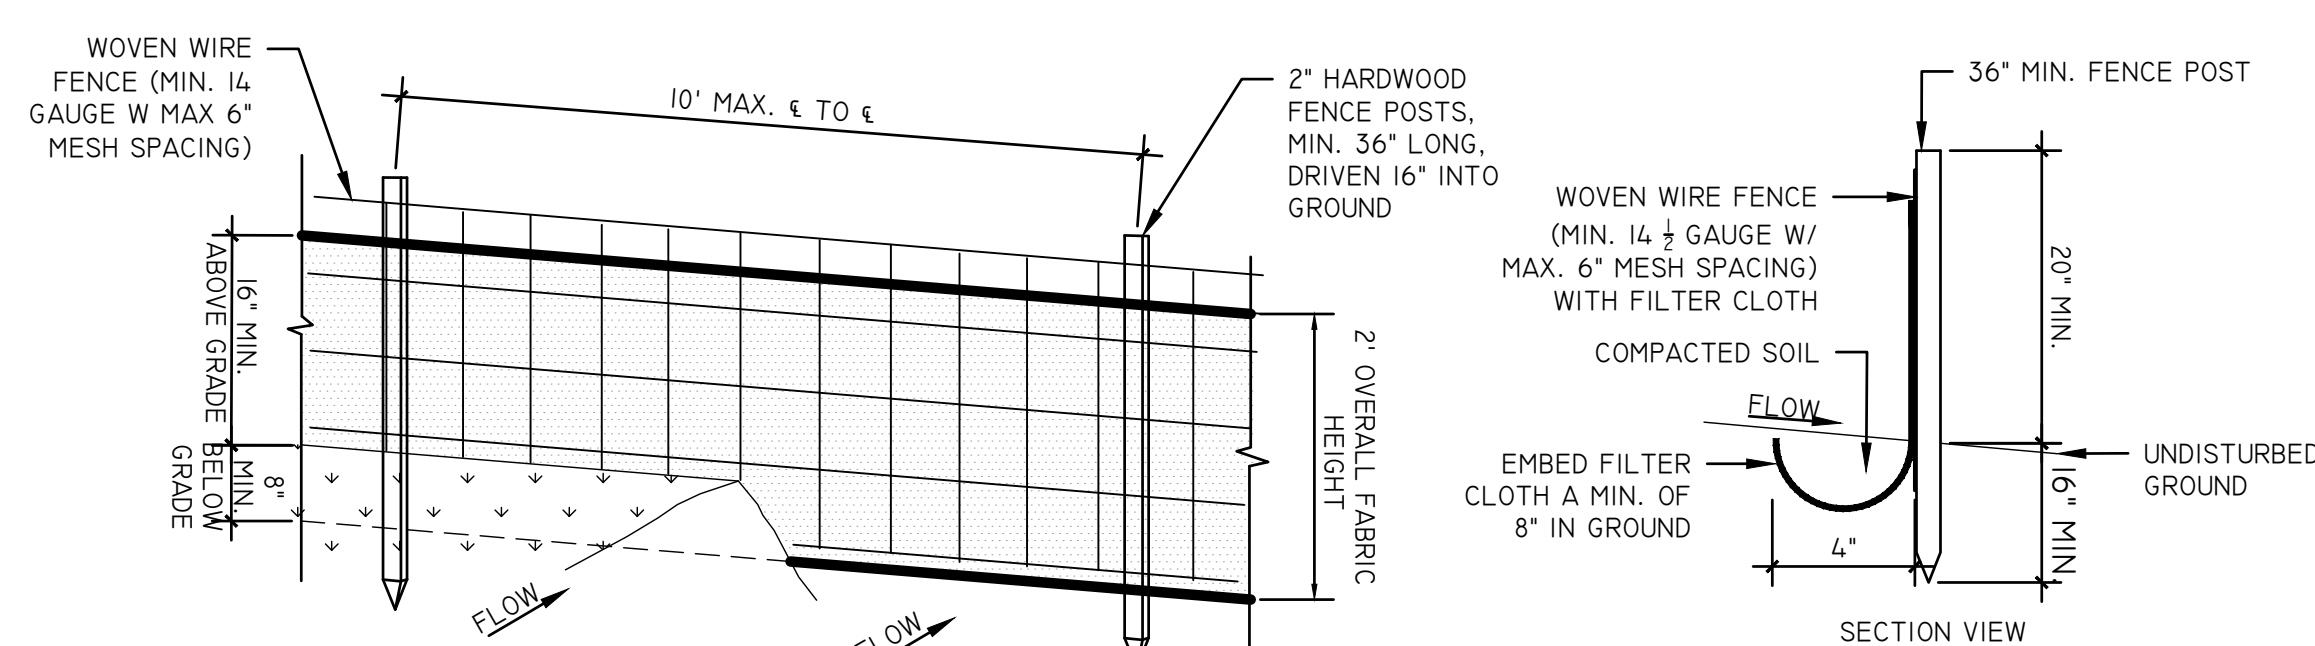 WOVEN WIRE
FENCE (MIN. 14
GAUGE W MAX 6"
MESH SPACING)
10' MAX. ℄ TO ℄
2" HARDWOOD
FENCE POSTS,
MIN. 36" LONG,
DRIVEN 16" INTO
GROUND
16" MIN.
ABOVE GRADE
8"
MIN.
BELOW
GRADE
2' OVERALL FABRIC
HEIGHT
FLOW
FLOW
36" MIN. FENCE POST
WOVEN WIRE FENCE
(MIN. 14 1/2 GAUGE W/
MAX. 6" MESH SPACING)
WITH FILTER CLOTH
COMPACTED SOIL
FLOW
EMBED FILTER
CLOTH A MIN. OF
8" IN GROUND
20" MIN.
16" MIN.
4"
UNDISTURBED
GROUND
SECTION VIEW